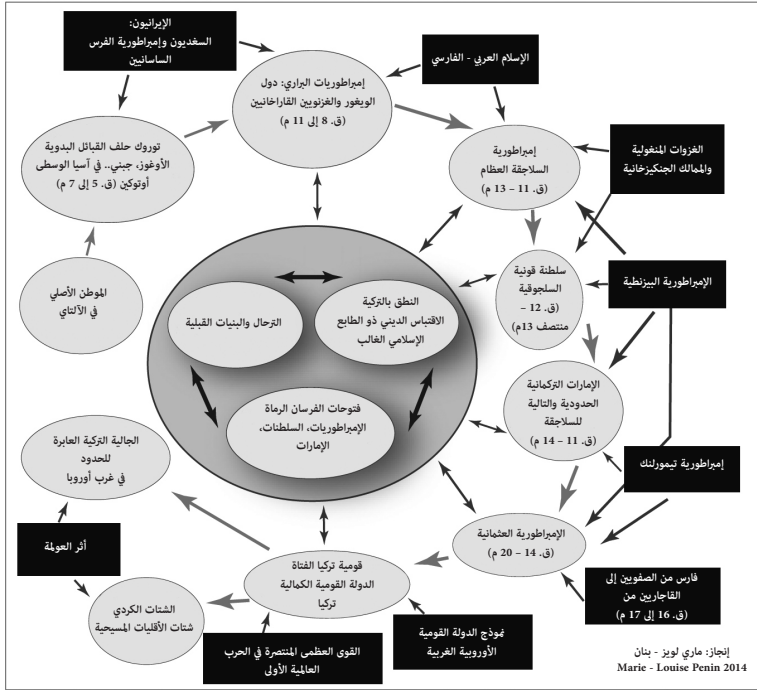 الإيرانيون:
السغديون وإمبراطورية الفرس
الساسانيين
الإسلام العربي - الفارسي
إمبراطوريات البراري: دول
الويغور والغزنويين القاراخانيين
(ق. 8 إلى 11 م)
توروك حلف القبائل البدوية
الأوغوز، جبني.. في آسيا الوسطى
أوتوكين (ق. 5 إلى 7 م)
إمبراطورية
السلاجقة العظام
(ق. 11 – 13 م)
الغزوات المنغولية
والممالك الجنكيزخانية
الموطن الأصلي
في الآلتاي
سلطنة قونية
السلجوقية
(ق. 12 –
منتصف 13م)
الإمبراطورية البيزنطية
الترحال والبنيات القبلية
النطق بالتركية
الاقتباس الديني ذو الطابع
الإسلامي الغالب
فتوحات الفرسان الرماة
الإمبراطوريات، السلطنات،
الإمارات
الإمارات التركمانية
الحدودية والتالية
للسلاجقة
(ق. 11 – 14 م)
إمبراطورية تيمورلنك
الجالية التركية العابرة
للحدود
في غرب أوروبا
أثر العولمة
الإمبراطورية العثمانية
(ق. 14 – 20 م)
قومية تركيا الفتاة
الدولة القومية الكمالية
تركيا
الشتات الكردي
شتات الأقليات المسيحية
فارس من الصفويين إلى
القاجاريين من
(ق. 16 إلى 17 م)
نموذج الدولة القومية
الأوروبية الغربية
القوى العظمى المنتصرة في الحرب
العالمية الأولى
إنجاز: ماري لويز - بنان
Marie - Louise Penin 2014